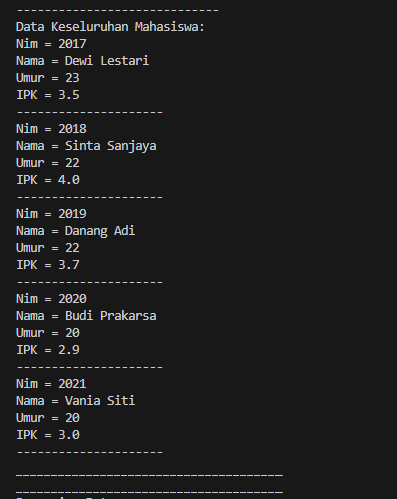 -----------------------------
Data Keseluruhan Mahasiswa:
Nim = 2017
Nama = Dewi Lestari
Umur = 23
IPK = 3.5
---------------------
Nim = 2018
Nama = Sinta Sanjaya
Umur = 22
IPK = 4.0
---------------------
Nim = 2019
Nama = Danang Adi
Umur = 22
IPK = 3.7
---------------------
Nim = 2020
Nama = Budi Prakarsa
Umur = 20
IPK = 2.9
---------------------
Nim = 2021
Nama = Vania Siti
Umur = 20
IPK = 3.0
---------------------
______________________________________
______________________________________